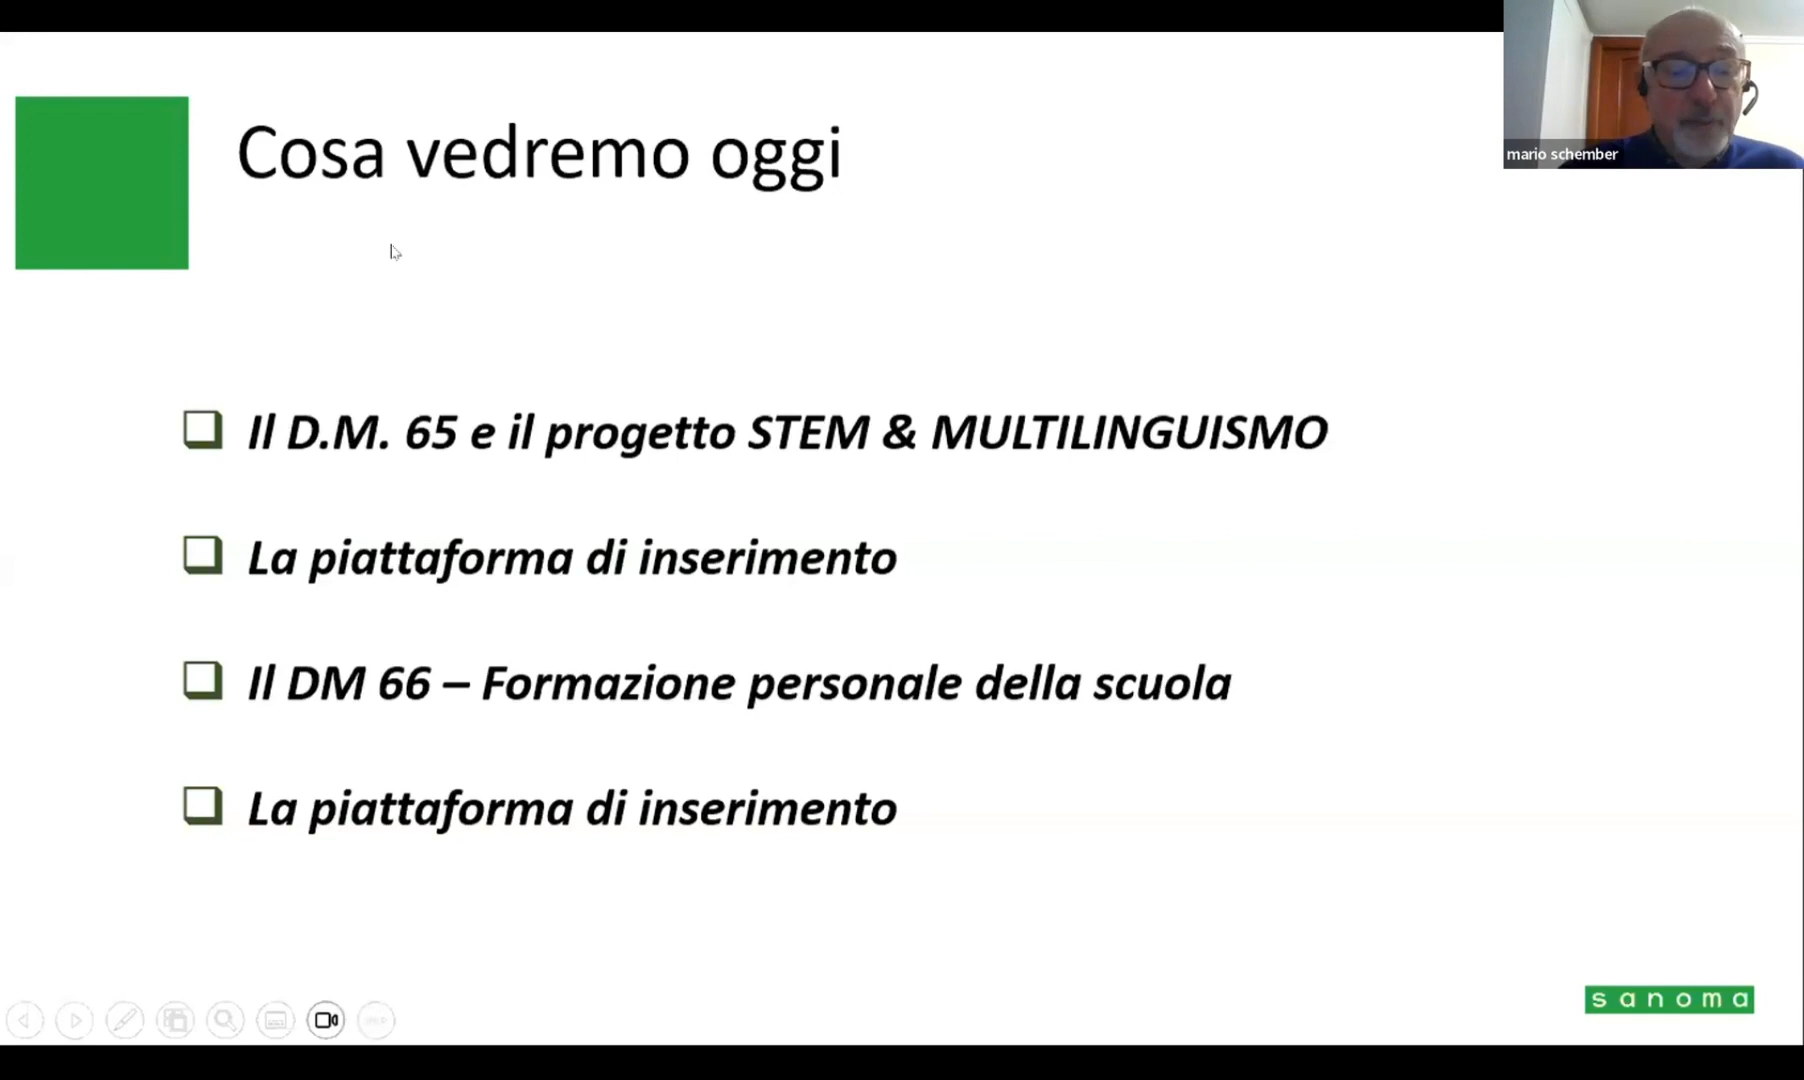 Cosa vedremo oggi
mario schember
Il D.M. 65 e il progetto STEM & MULTILINGUISMO
La piattaforma di inserimento
Il DM 66 – Formazione personale della scuola
La piattaforma di inserimento
sanoma